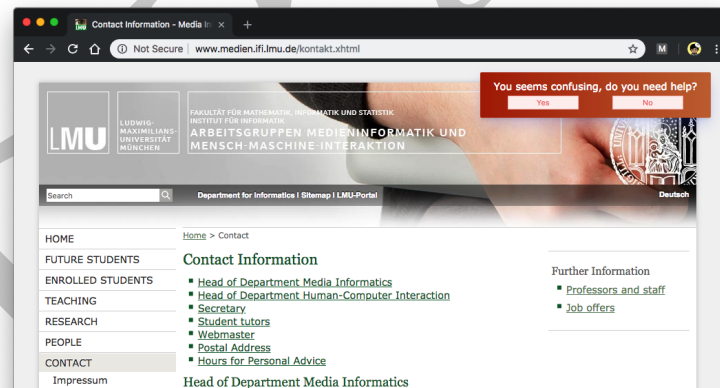 Contact Information - Media In
Not Secure | www.medien.ifi.lmu.de/kontakt.xhtml
M
You seems confusing, do you need help?
Yes
No
LMU
LUDWIG-
MAXIMILIANS-
UNIVERSITÄT
MÜNCHEN
FAKULTÄT FÜR MATHEMATIK, INFORMATIK UND STATISTIK
INSTITUT FÜR INFORMATIK
ARBEITSGRUPPEN MEDIENINFORMATIK UND
MENSCH-MASCHINE-INTERAKTION
Search
Department for Informatics I Sitemap I LMU-Portal
Deutsch
HOME
FUTURE STUDENTS
ENROLLED STUDENTS
TEACHING
RESEARCH
PEOPLE
CONTACT
Impressum
Home > Contact
Contact Information
Head of Department Media Informatics
Head of Department Human-Computer Interaction
Secretary
Student tutors
Webmaster
Postal Address
Hours for Personal Advice
Head of Department Media Informatics
Further Information
Professors and staff
Job offers